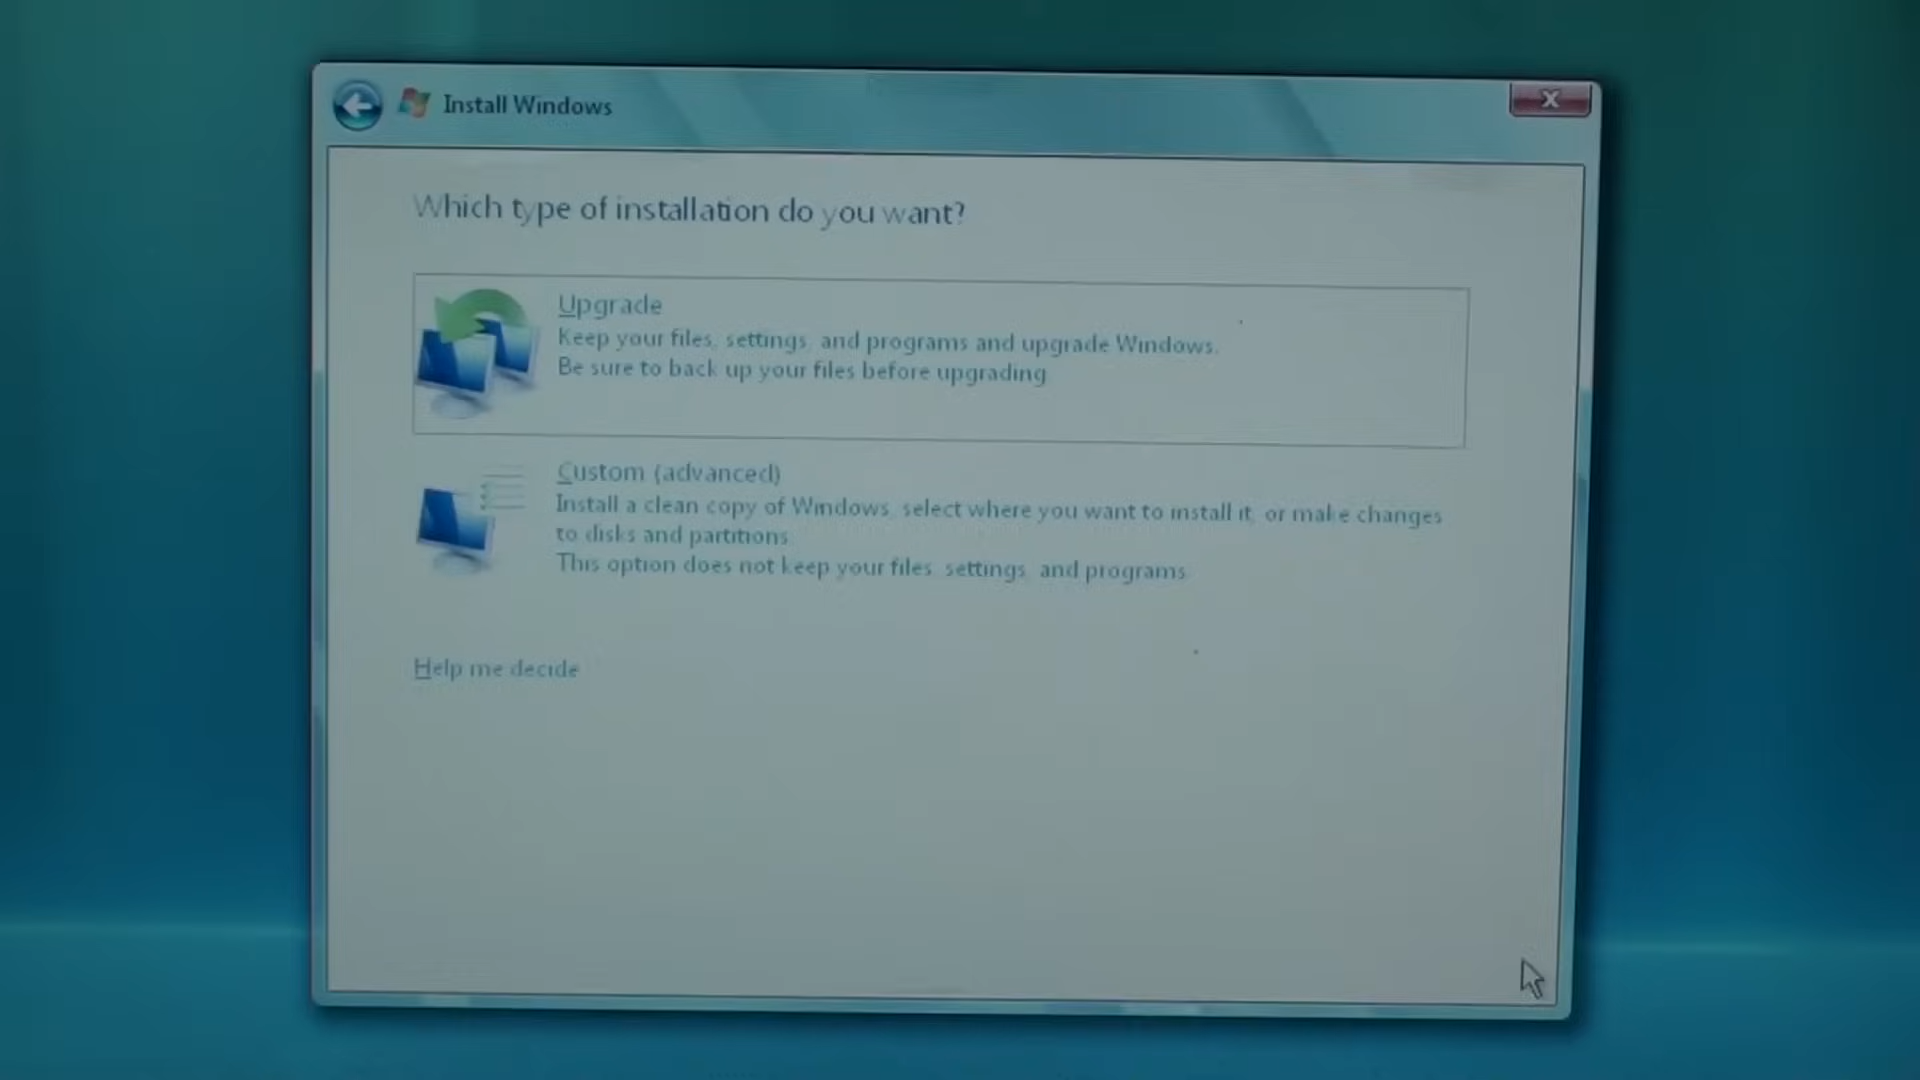 Install Windows
Which type of installation do you want?
Upgrade
Keep your files, settings, and programs and upgrade Windows.
Be sure to back up your files before upgrading
Custom (advanced)
Install a clean copy of Windows, select where you want to install it, or make changes
to disks and partitions.
This option does not keep your files, settings, and programs
Help me decide